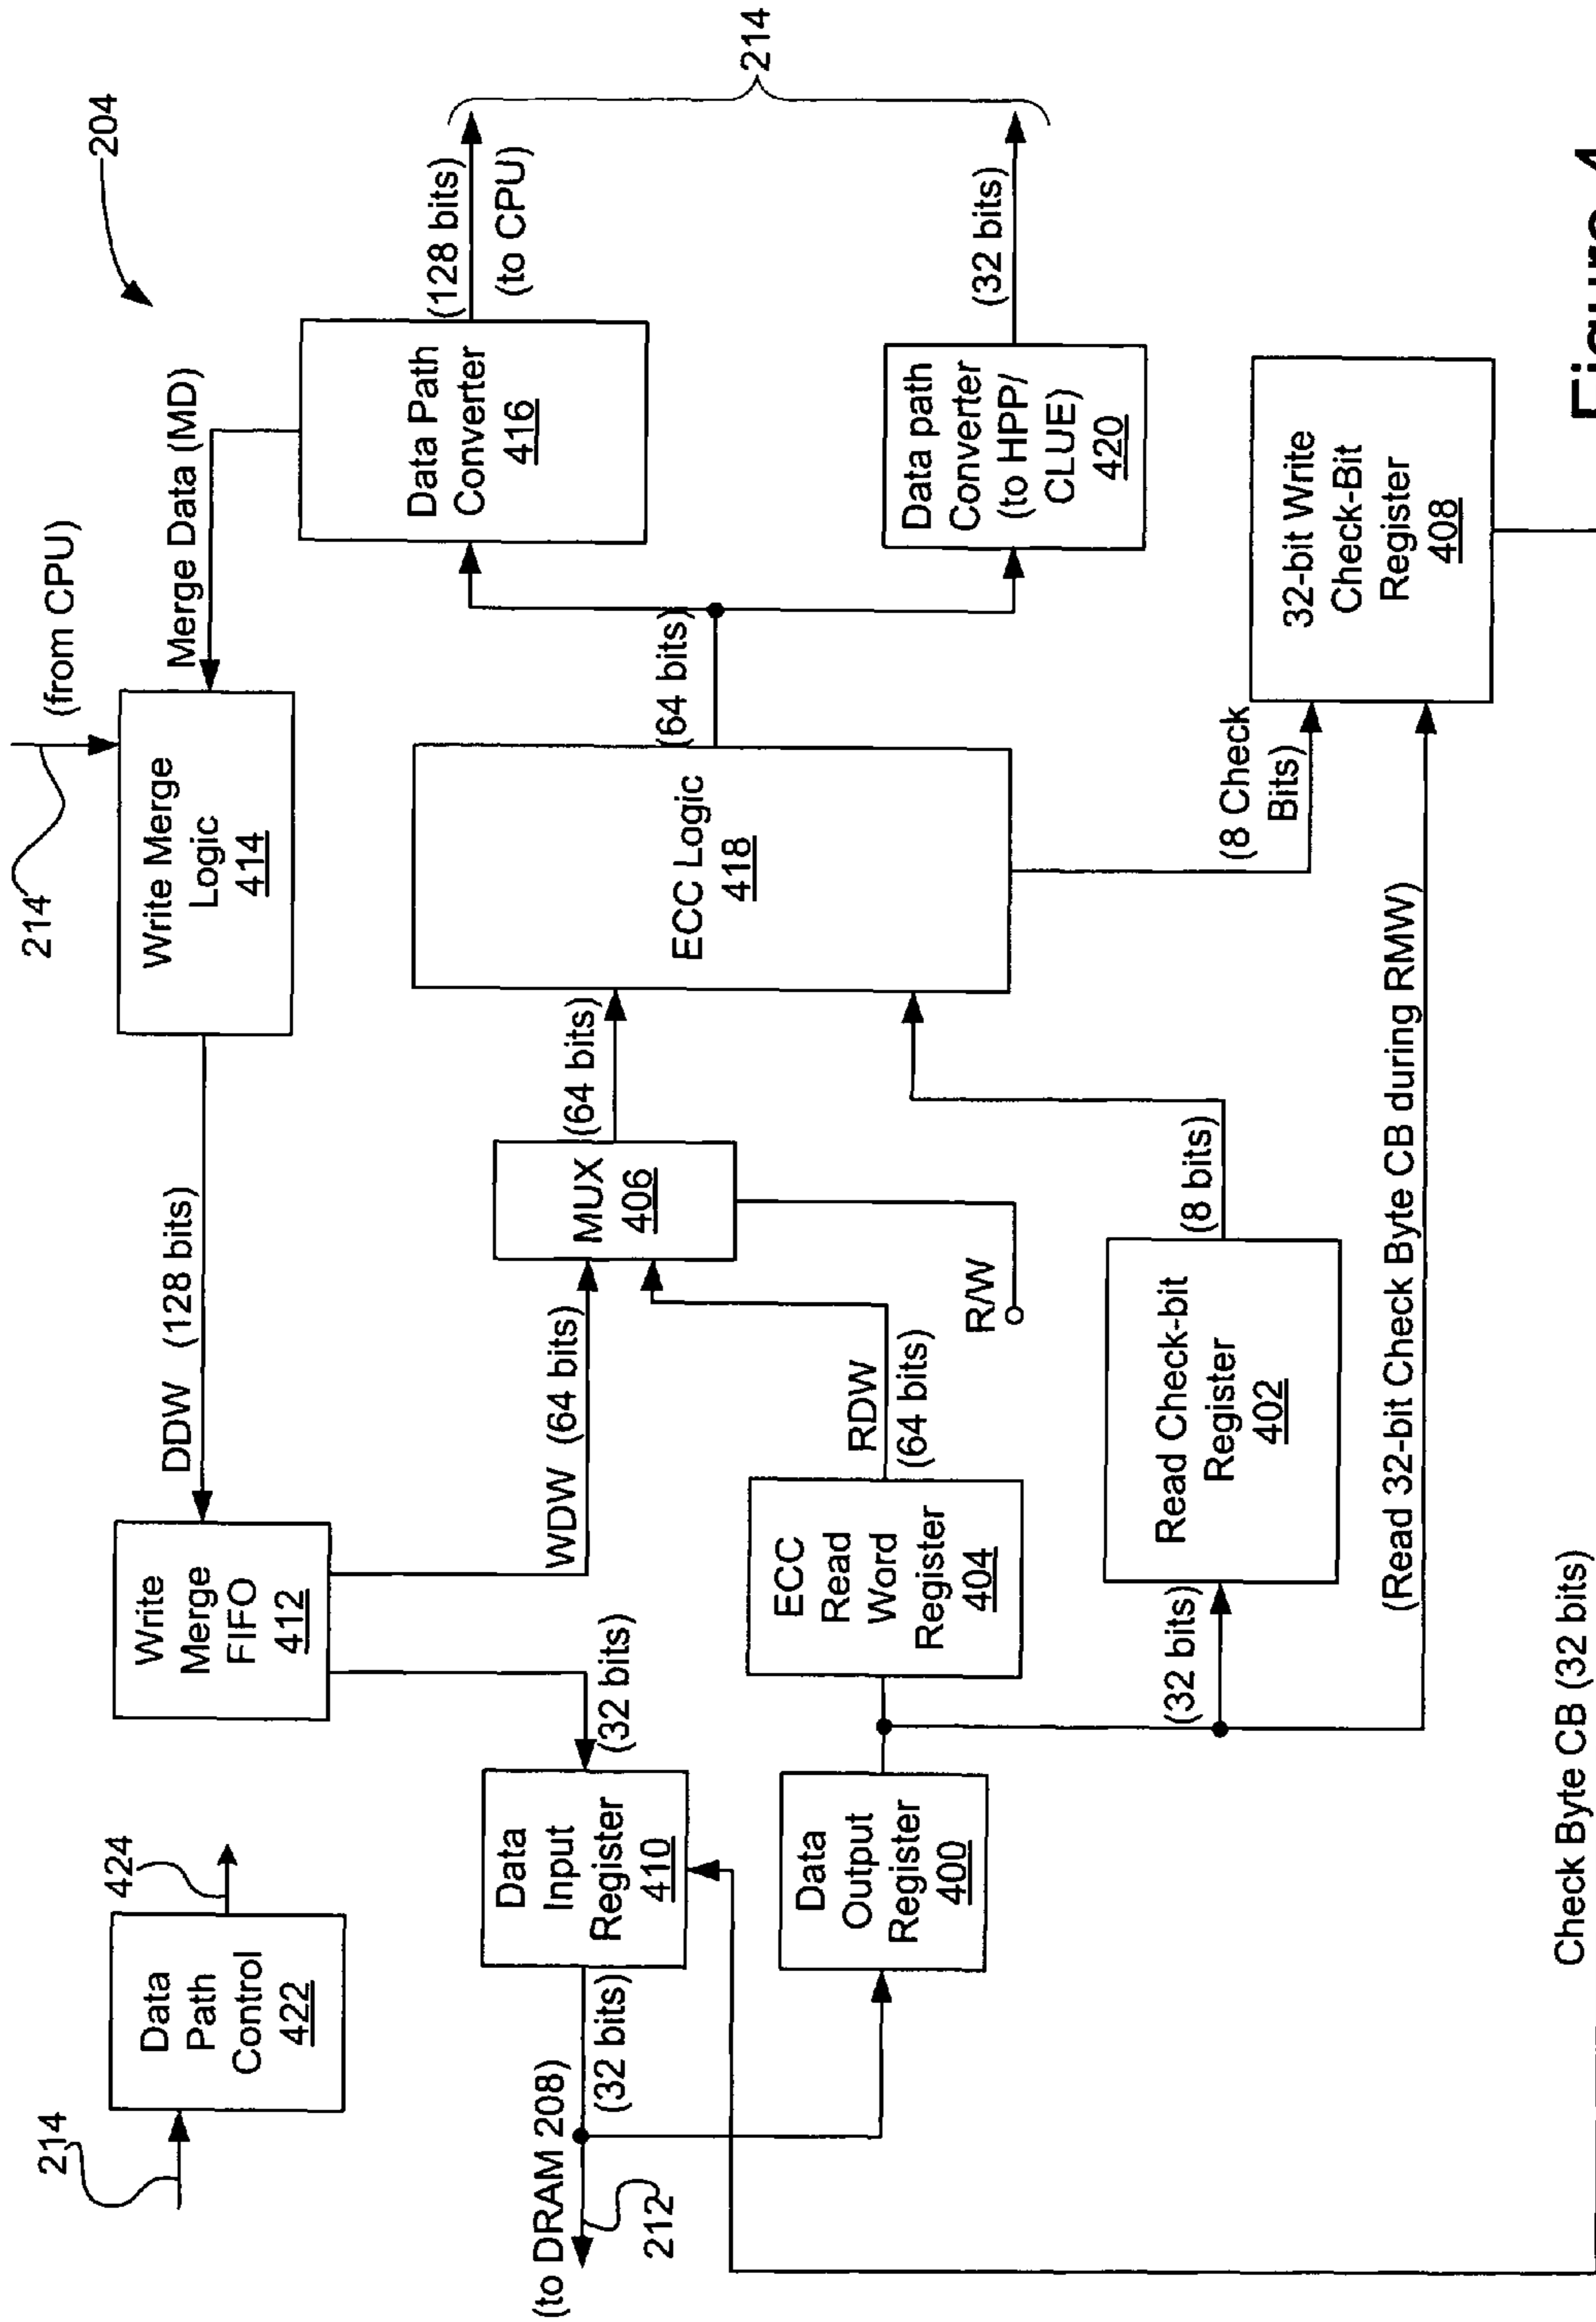 204
214
Data
Path
Control
422
424
214
(from CPU)
Write Merge
Logic
414
Merge Data (MD)
DDW (128 bits)
Write
Merge
FIFO
412
Data Path
Converter
416
(128 bits)
(to CPU)
214
(32 bits)
WDW (64 bits)
MUX
406
(64 bits)
ECC Logic
418
(64 bits)
Data path
Converter
(to HPP/
CLUE)
420
(32 bits)
(to DRAM 208)
212
(32 bits)
Data
Input
Register
410
Data
Output
Register
400
ECC
Read
Word
Register
404
RDW
(64 bits)
R/W
(32 bits)
Read Check-bit
Register
402
(8 bits)
(8 Check
Bits)
32-bit Write
Check-Bit
Register
408
(Read 32-bit Check Byte CB during RMW)
Check Byte CB (32 bits)
Figure 4